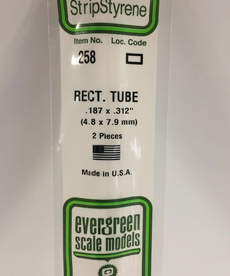 StripStyrene
Item No. Loc. Code
258
RECT. TUBE
.187 x .312"
(4.8 x 7.9 mm)
2 Pieces
Made in U.S.A.
evergreen
scale models